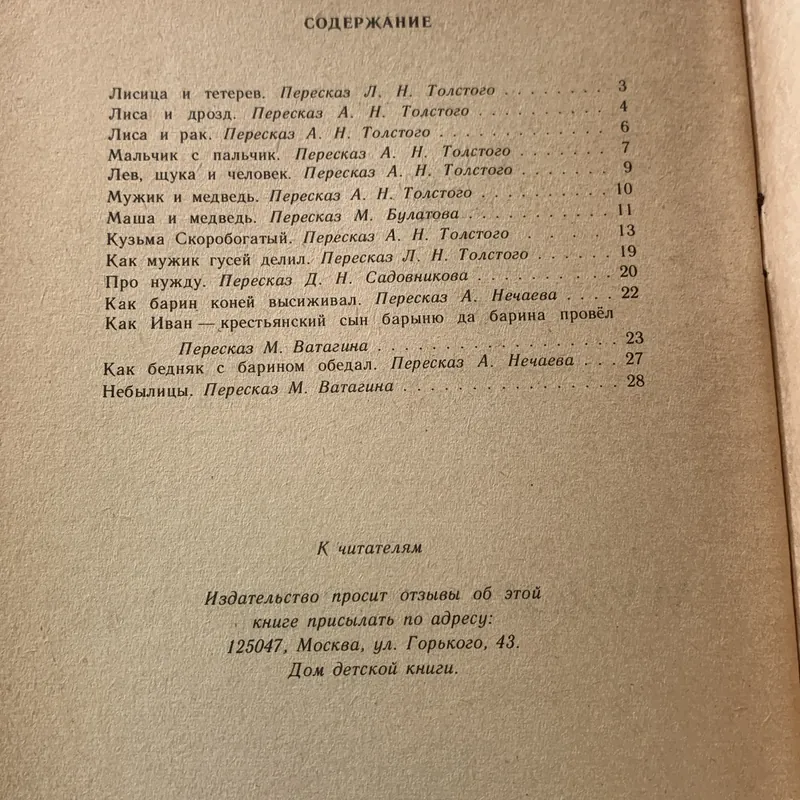 СОДЕРЖАНИЕ
Лисица и тетерев. Пересказ Л. Н. Толстого . . . . . . . 3
Лиса и дрозд. Пересказ А. Н. Толстого . . . . . . . . . 4
Лиса и рак. Пересказ А. Н. Толстого . . . . . . . . . . . 6
Мальчик с пальчик. Пересказ А. Н. Толстого . . . . . . 7
Лев, щука и человек. Пересказ А. Н. Толстого . . . . . . 9
Мужик и медведь. Пересказ А. Н. Толстого . . . . . . . . 10
Маша и медведь. Пересказ М. Булатова . . . . . . . . . 11
Кузьма Скоробогатый. Пересказ А. Н. Толстого . . . . 13
Как мужик гусей делил. Пересказ Л. Н. Толстого . . . . . 19
Про нужду. Пересказ Д. Н. Садовникова . . . . . . . . . 20
Как барин коней высиживал. Пересказ А. Нечаева . . . . 22
Как Иван — крестьянский сын барыню да барина провёл
Пересказ М. Ватагина . . . . . . . . . . . . . . . . 23
Как бедняк с барином обедал. Пересказ А. Нечаева . . . 27
Небылицы. Пересказ М. Ватагина . . . . . . . . . . . . . . 28
К читателям
Издательство просит отзывы об этой
книге присылать по адресу:
125047, Москва, ул. Горького, 43.
Дом детской книги.